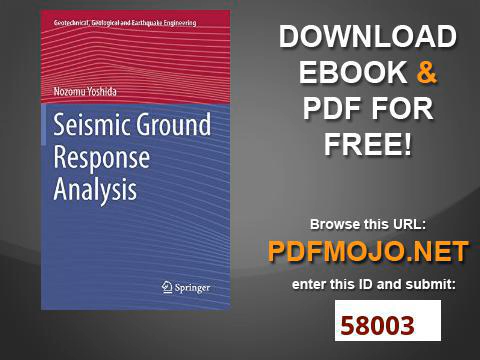 Geotechnical, Geological and Earthquake Engineering
Nozomu Yoshida
Seismic Ground
Response
Analysis
Springer
DOWNLOAD
EBOOK &
PDF FOR
FREE!
Browse this URL:
PDFMOJO.NET
enter this ID and submit:
58003